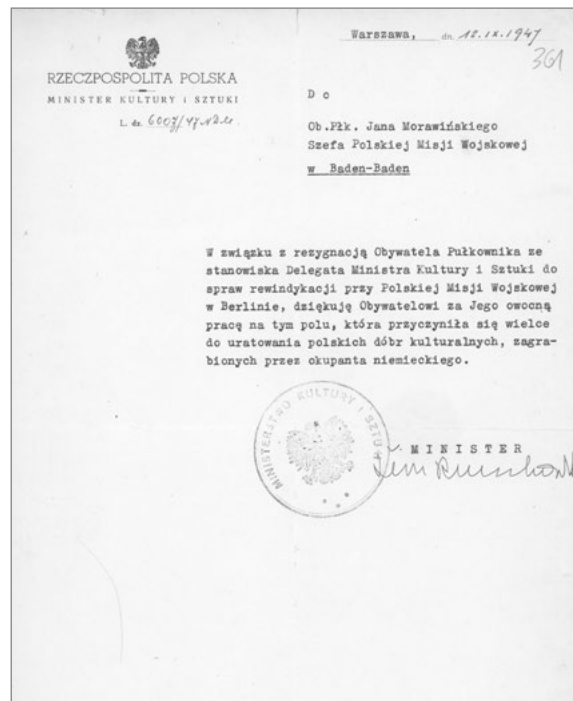 Warszawa, dn. 12.IX.1947
361
RZECZPOSPOLITA POLSKA
MINISTER KULTURY i SZTUKI
L. dz.
D o
Ob.Płk. Jana Morawińskiego
Szefa Polskiej Misji Wojskowej
w Baden-Baden
W związku z rezygnacją Obywatela Pułkownika ze
stanowiska Delegata Ministra Kultury i Sztuki do
spraw rewindykacji przy Polskiej Misji Wojskowej
w Berlinie, dziękuję Obywatelowi za Jego owocną
pracę na tym polu, która przyczyniła się wielce
do uratowania polskich dóbr kulturalnych, zagra-
bionych przez okupanta niemieckiego.
MINISTERSTWO KULTURY I SZTUKI
MINISTER